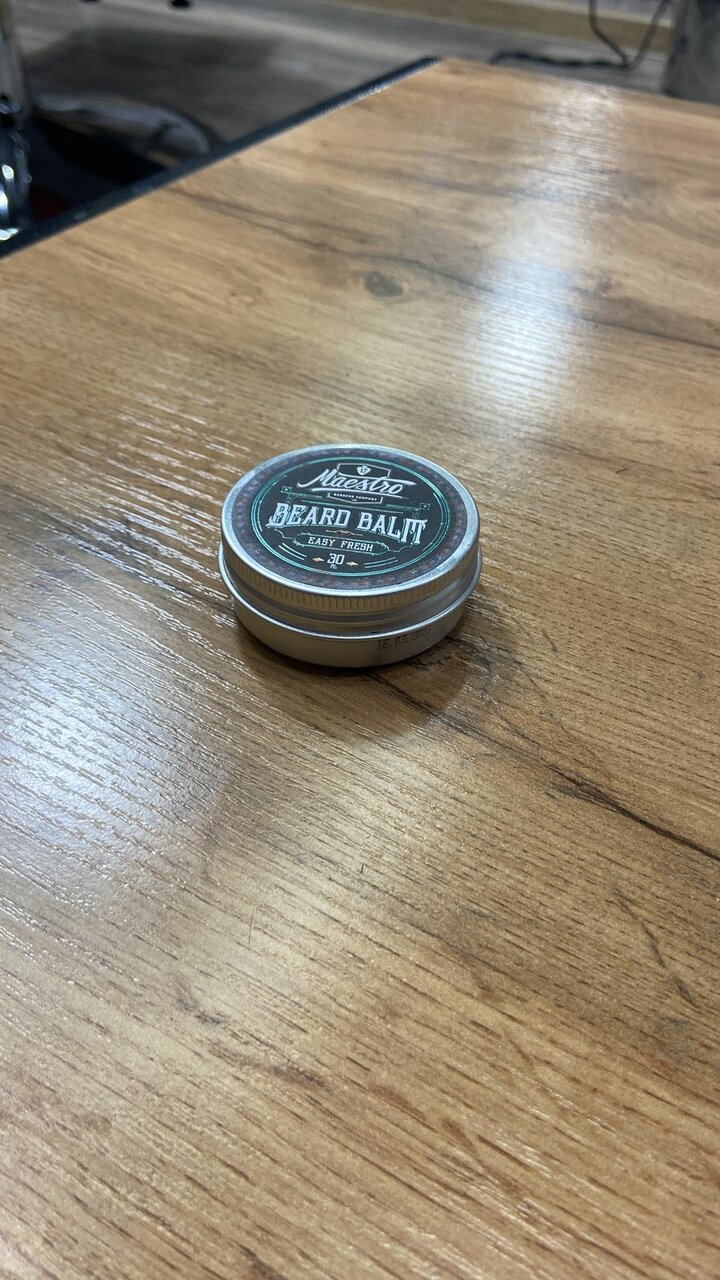 Maestro
BARBERS COMPANY
BEARD BALM
EASY FRESH
30